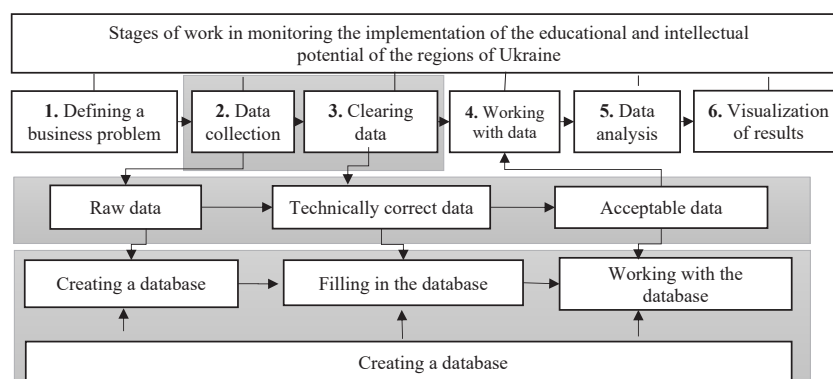 Stages of work in monitoring the implementation of the educational and intellectual
potential of the regions of Ukraine
1. Defining a
business problem
2. Data
collection
3. Clearing
data
4. Working
with data
5. Data
analysis
6. Visualization
of results
Raw data
Technically correct data
Acceptable data
Creating a database
Filling in the database
Working with the
database
Creating a database